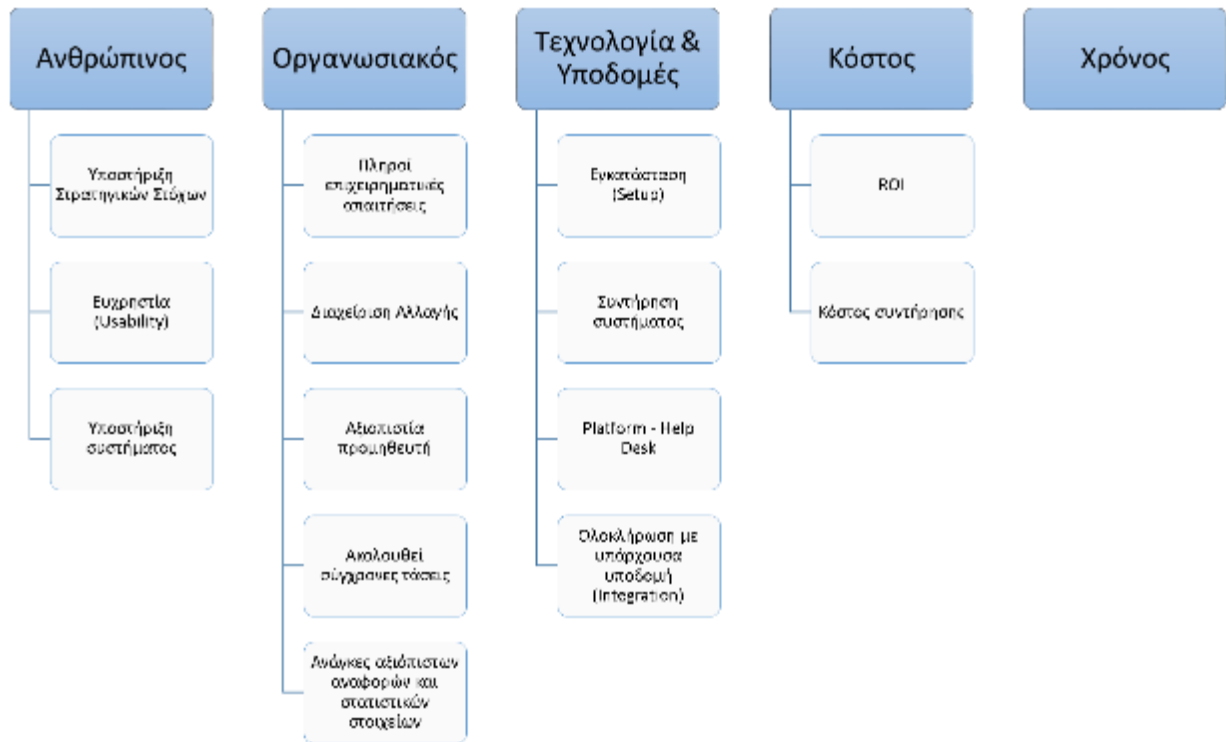 Ανθρώπινος
Υποστήριξη
Στρατηγικών Στόχων
Ευχρηστία
(Usability)
Υποστήριξη
συστήματος
Οργανωσιακός
Πληροί
επιχειρηματικές
απαιτήσεις
Διαχείριση Αλλαγής
Αξιοπιστία
προμηθευτή
Ακολουθεί
σύγχρονες τάσεις
Ανάγκες αξιόπιστων
αναφορών και
στατιστικών
στοιχείων
Τεχνολογία &
Υποδομές
Εγκατάσταση
(Setup)
Συντήρηση
συστήματος
Platform - Help
Desk
Ολοκλήρωση με
υπάρχουσα
υποδομή
(Integration)
Κόστος
ROI
Κόστος συντήρησης
Χρόνος